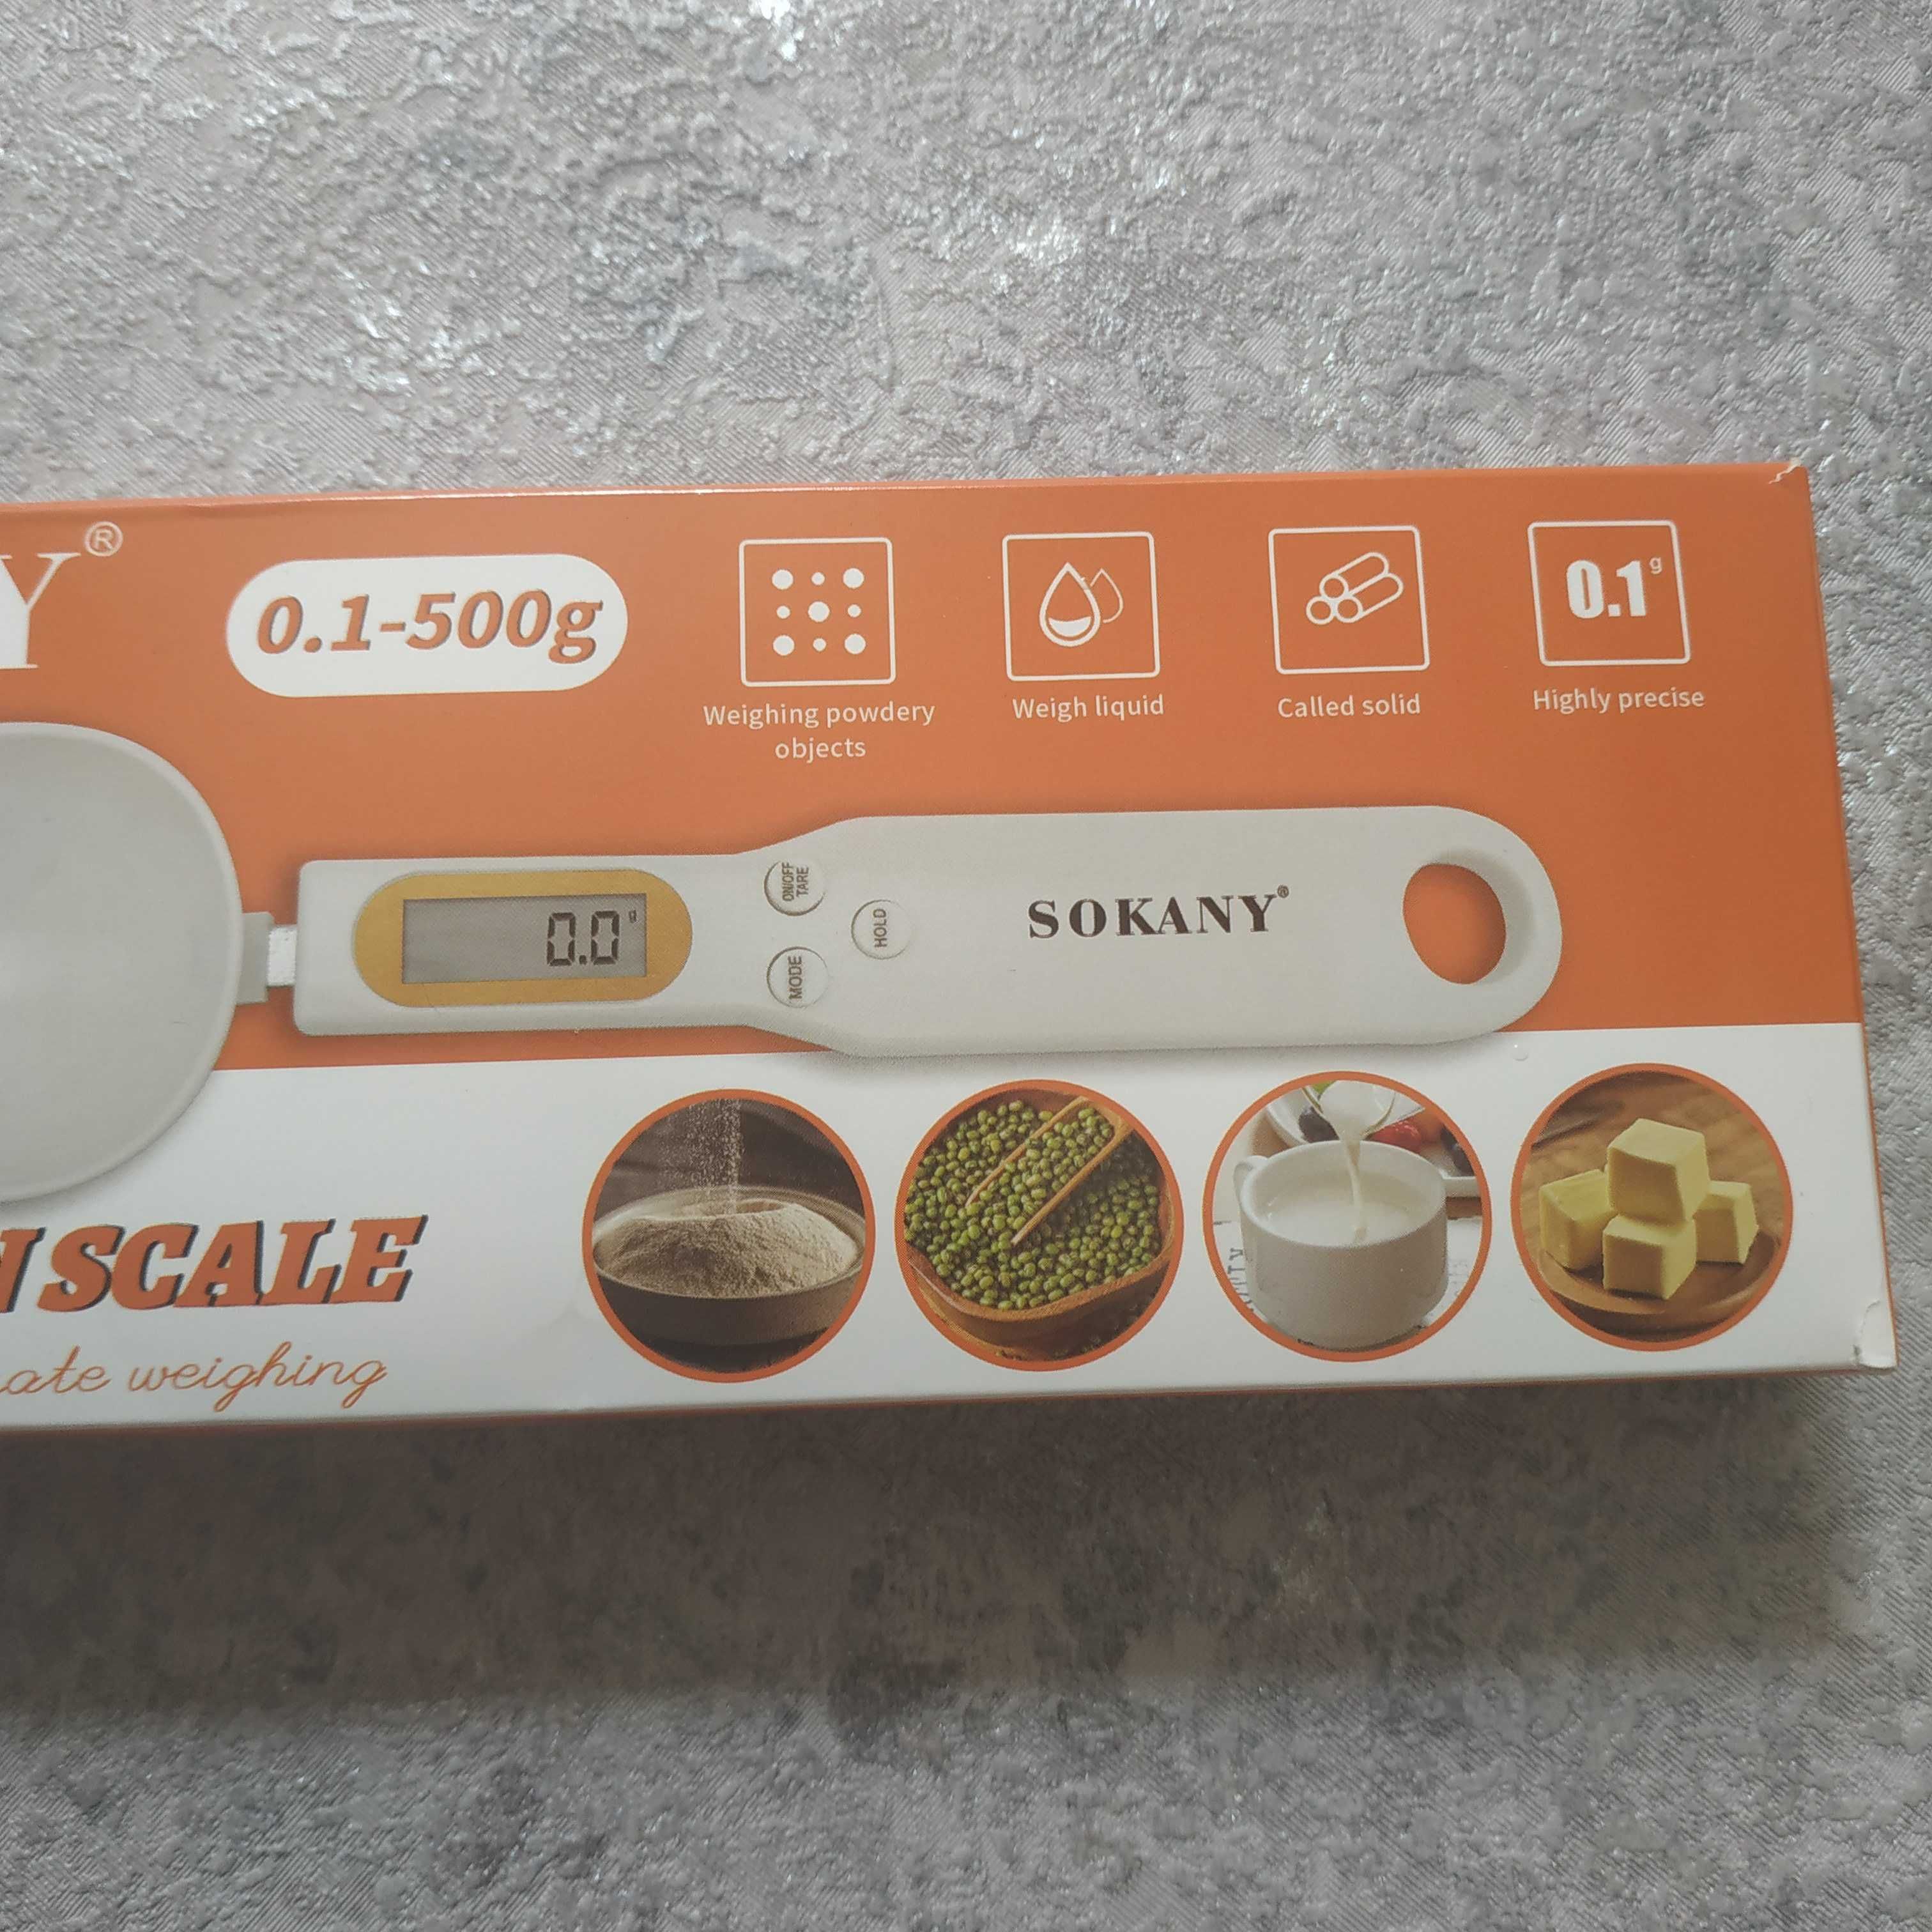 Y®
0.1-500g
Weighing powdery
objects
Weigh liquid
Called solid
0.1g
Highly precise
0.0g
ON/OFF
TARE
HOLD
MODE
SOKANY®
N SCALE
ate weighing